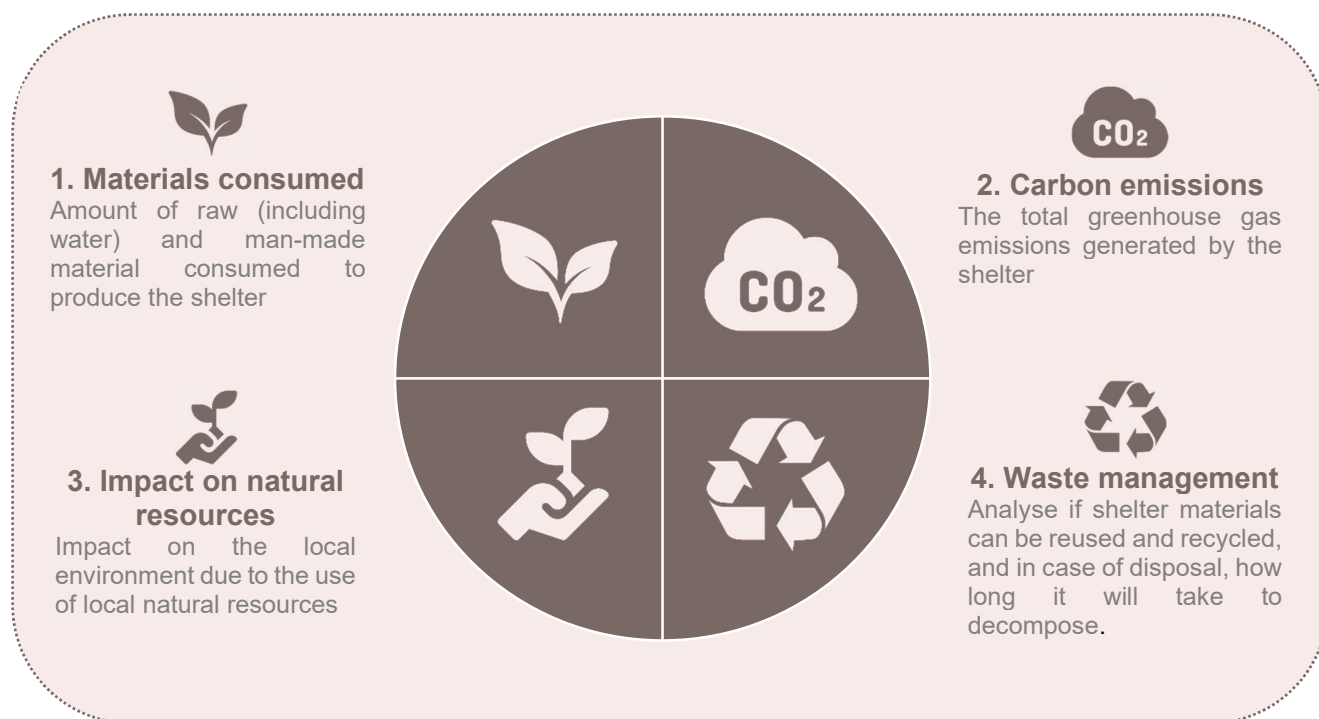 1. Materials consumed
Amount of raw (including
water) and man-made
material consumed to
produce the shelter
CO2
2. Carbon emissions
The total greenhouse gas
emissions generated by the
shelter
CO2
3. Impact on natural
resources
Impact on the local
environment due to the use
of local natural resources
4. Waste management
Analyse if shelter materials
can be reused and recycled,
and in case of disposal, how
long it will take to
decompose.